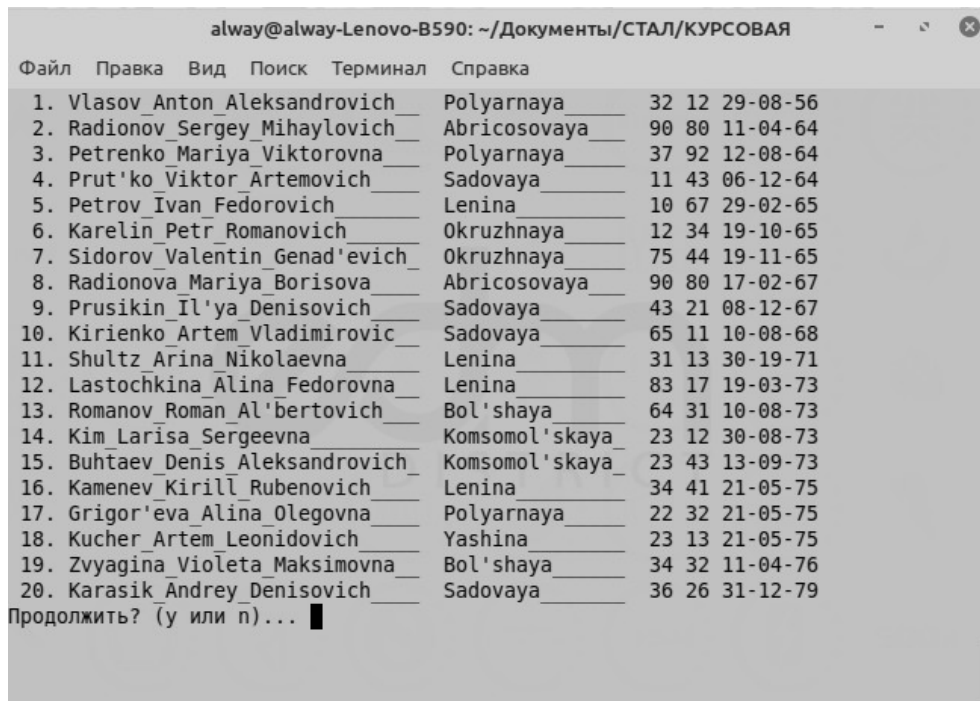 alway@alway-Lenovo-B590: ~/Документы/СТАЛ/КУРСОВАЯ
Файл Правка Вид Поиск Терминал Справка
1. Vlasov_Anton_Aleksandrovich__ Polyarnaya_____ 32 12 29-08-56
2. Radionov_Sergey_Mihaylovich__ Abricosovaya___ 90 80 11-04-64
3. Petrenko_Mariya_Viktorovna___ Polyarnaya_____ 37 92 12-08-64
4. Prut'ko_Viktor_Artemovich____ Sadovaya_______ 11 43 06-12-64
5. Petrov_Ivan_Fedorovich_______ Lenina_________ 10 67 29-02-65
6. Karelin_Petr_Romanovich______ Okruzhnaya_____ 12 34 19-10-65
7. Sidorov_Valentin_Genad'evich_ Okruzhnaya_____ 75 44 19-11-65
8. Radionova_Mariya_Borisova____ Abricosovaya___ 90 80 17-02-67
9. Prusikin_Il'ya_Denisovich____ Sadovaya_______ 43 21 08-12-67
10. Kirienko_Artem_Vladimirovic__ Sadovaya_______ 65 11 10-08-68
11. Shultz_Arina_Nikolaevna______ Lenina_________ 31 13 30-19-71
12. Lastochkina_Alina_Fedorovna__ Lenina_________ 83 17 19-03-73
13. Romanov_Roman_Al'bertovich___ Bol'shaya______ 64 31 10-08-73
14. Kim_Larisa_Sergeevna_________ Komsomol'skaya_ 23 12 30-08-73
15. Buhtaev_Denis_Aleksandrovich_ Komsomol'skaya_ 23 43 13-09-73
16. Kamenev_Kirill_Rubenovich____ Lenina_________ 34 41 21-05-75
17. Grigor'eva_Alina_Olegovna____ Polyarnaya_____ 22 32 21-05-75
18. Kucher_Artem_Leonidovich_____ Yashina________ 23 13 21-05-75
19. Zvyagina_Violeta_Maksimovna__ Bol'shaya______ 34 32 11-04-76
20. Karasik_Andrey_Denisovich____ Sadovaya_______ 36 26 31-12-79
Продолжить? (y или n)...